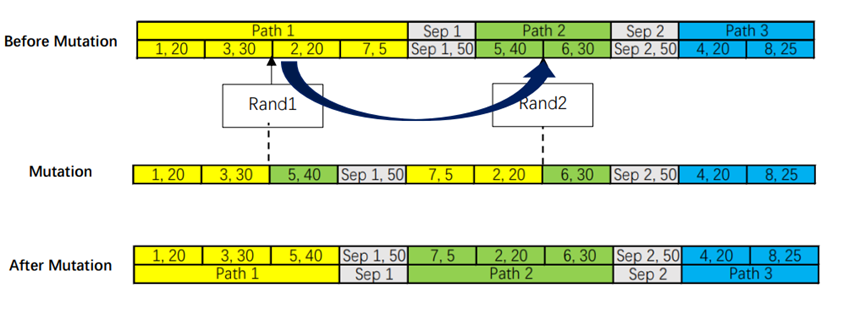 Path 1 Sep 1 Path 2 Sep 2 Path 3
Before Mutation
1, 20 3, 30 2, 20 7, 5 Sep 1, 50 5, 40 6, 30 Sep 2, 50 4, 20 8, 25
Rand1 Rand2
Mutation 1, 20 3, 30 5, 40 Sep 1, 50 7, 5 2, 20 6, 30 Sep 2, 50 4, 20 8, 25
1, 20 3, 30 5, 40 Sep 1, 50 7, 5 2, 20 6, 30 Sep 2, 50 4, 20 8, 25
After Mutation
Path 1 Sep 1 Path 2 Sep 2 Path 3